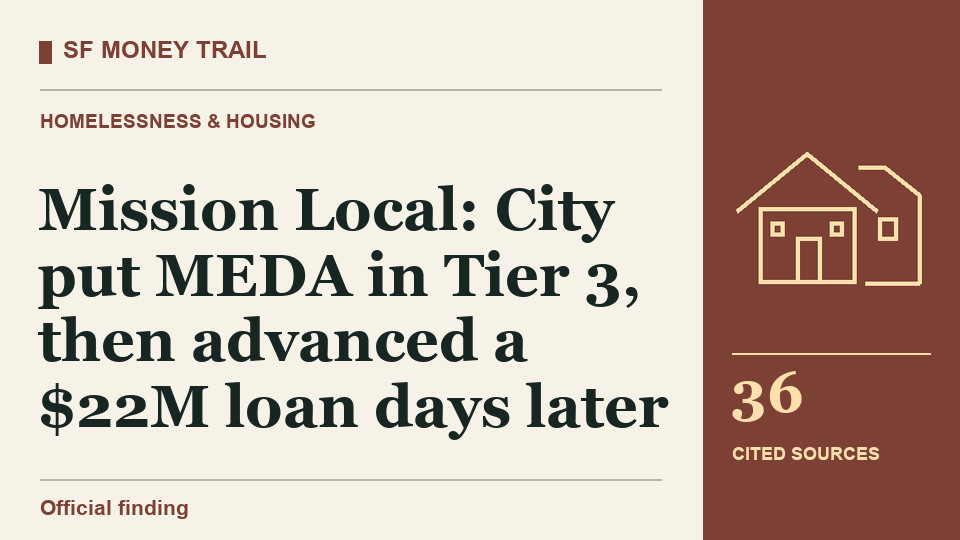 SF MONEY TRAIL
HOMELESSNESS & HOUSING
Mission Local: City
put MEDA in Tier 3,
then advanced a
$22M loan days later
Official finding
36
CITED SOURCES